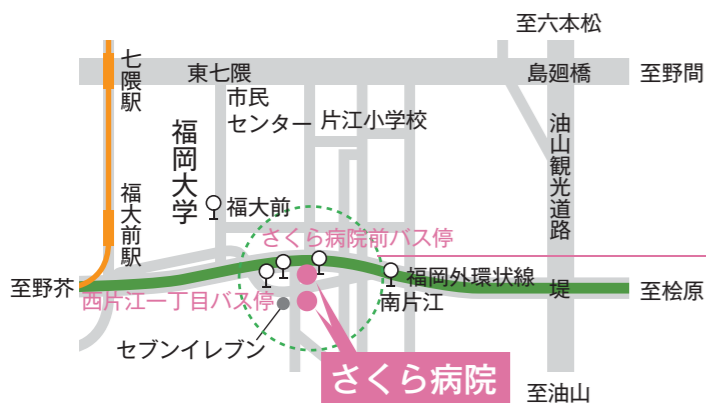 至六本松
七隈駅
東七隈
島廻橋
至野間
市民
センター
片江小学校
福岡大学
油山観光道路
福大前駅
福大前
さくら病院前バス停
福岡外環状線
至野芥
西片江一丁目バス停
南片江
堤
至桧原
セブンイレブン
さくら病院
至油山